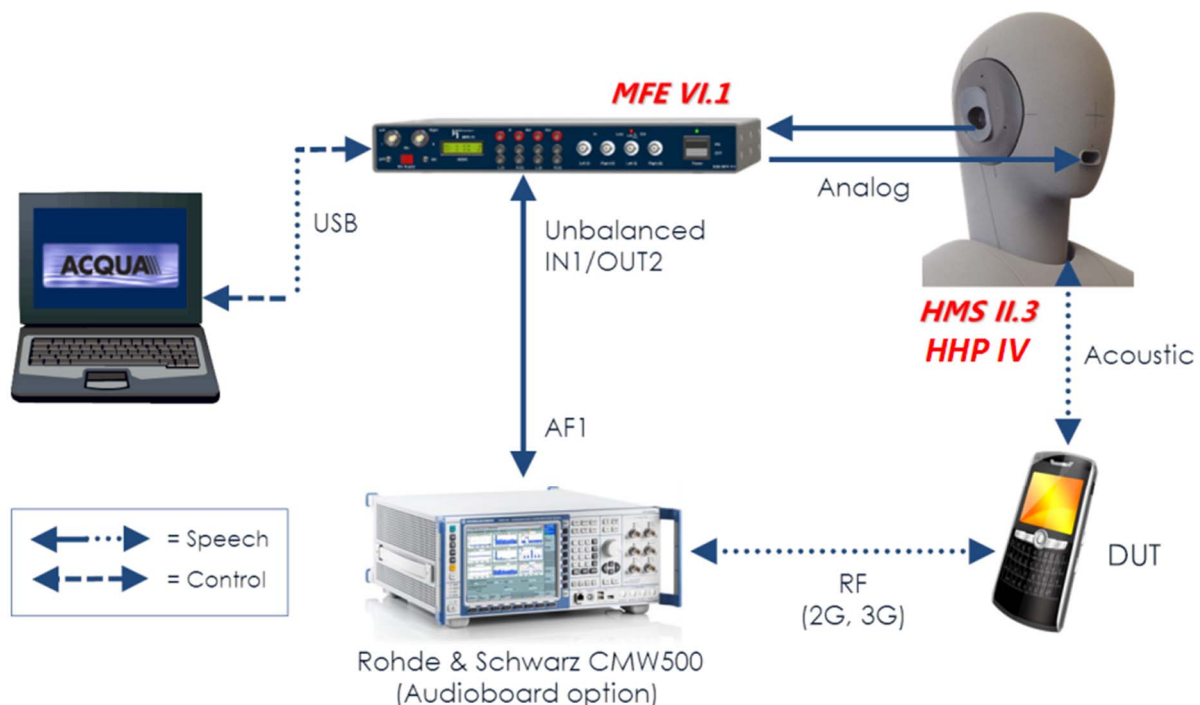 MFE VI.1
USB
Unbalanced
IN1/OUT2
Analog
ACQUA
HMS II.3
HHP IV
Acoustic
AF1
= Speech
= Control
RF
(2G, 3G)
DUT
Rohde & Schwarz CMW500
(Audioboard option)